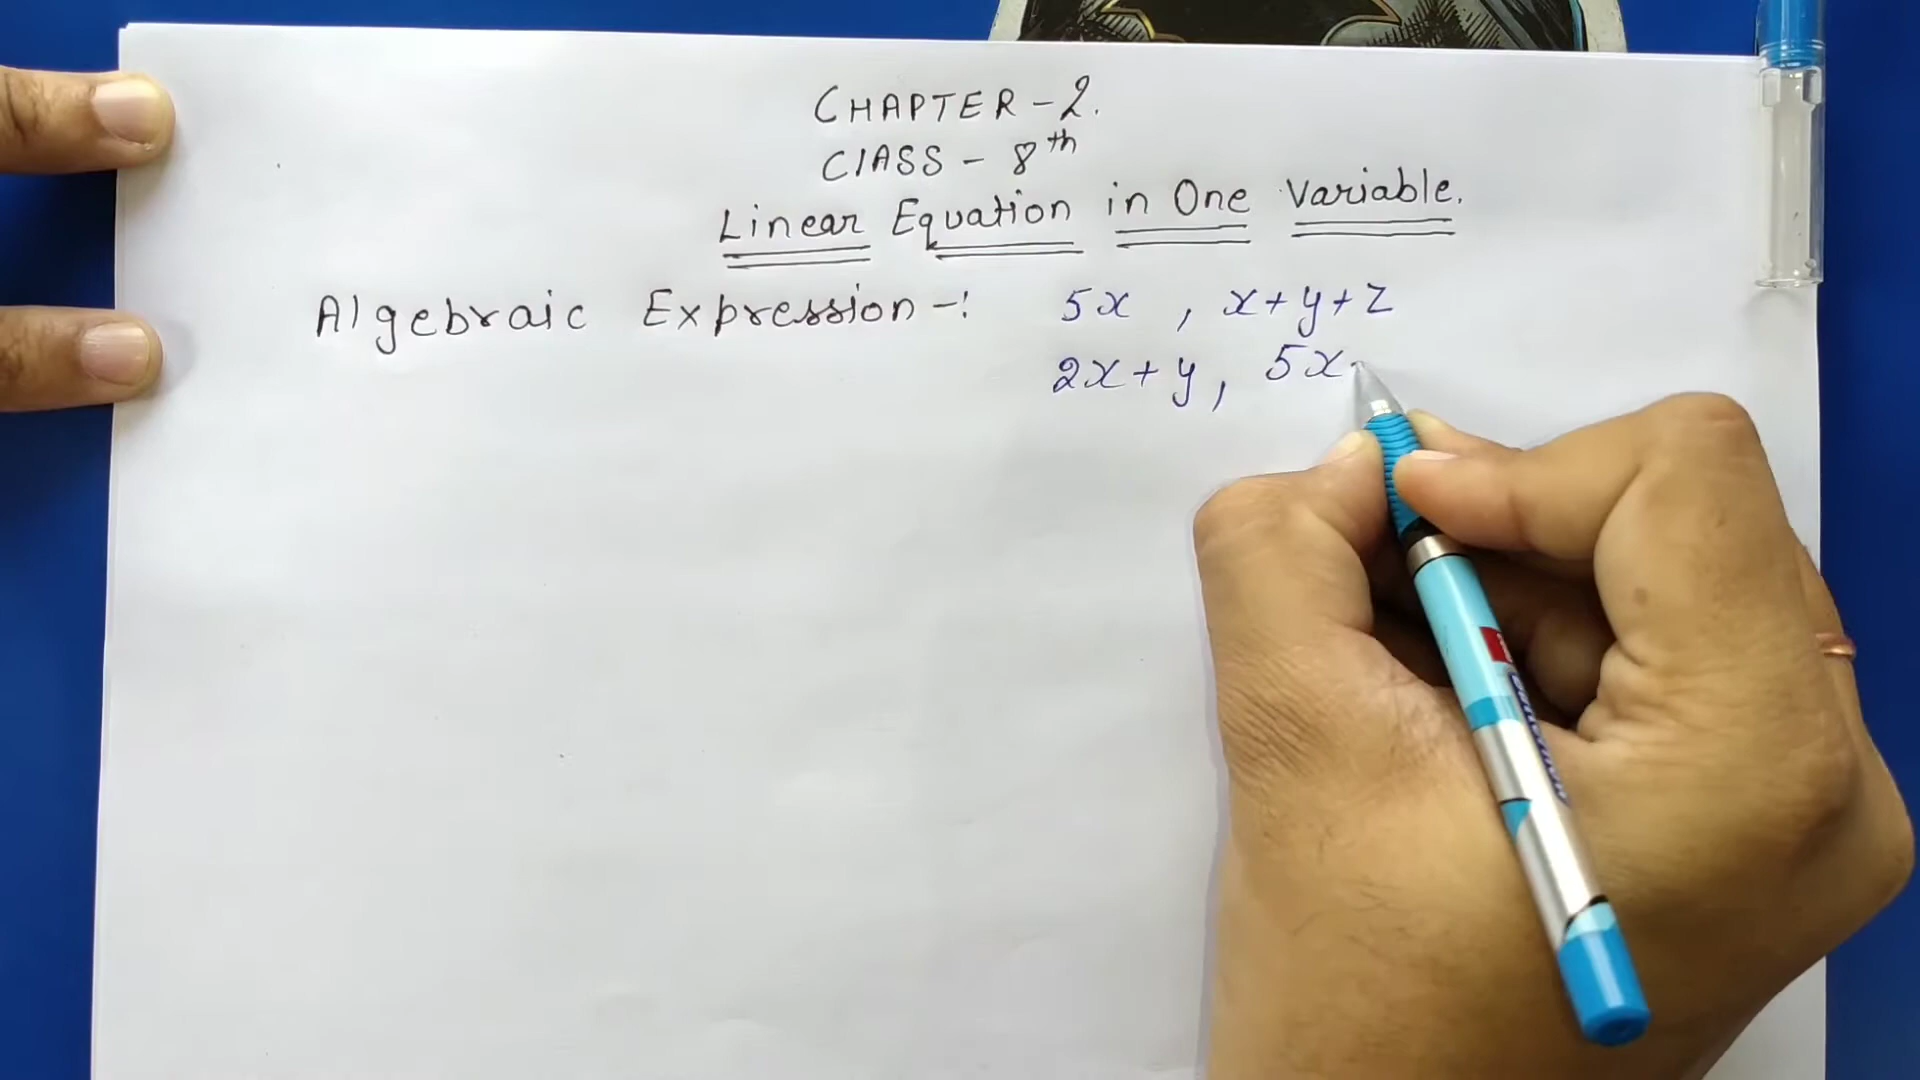 CHAPTER - 2.
ClASS - 8th
Linear Equation in One Variable.
Algebraic Expression -: 5x , x+y+z
2x+y, 5x